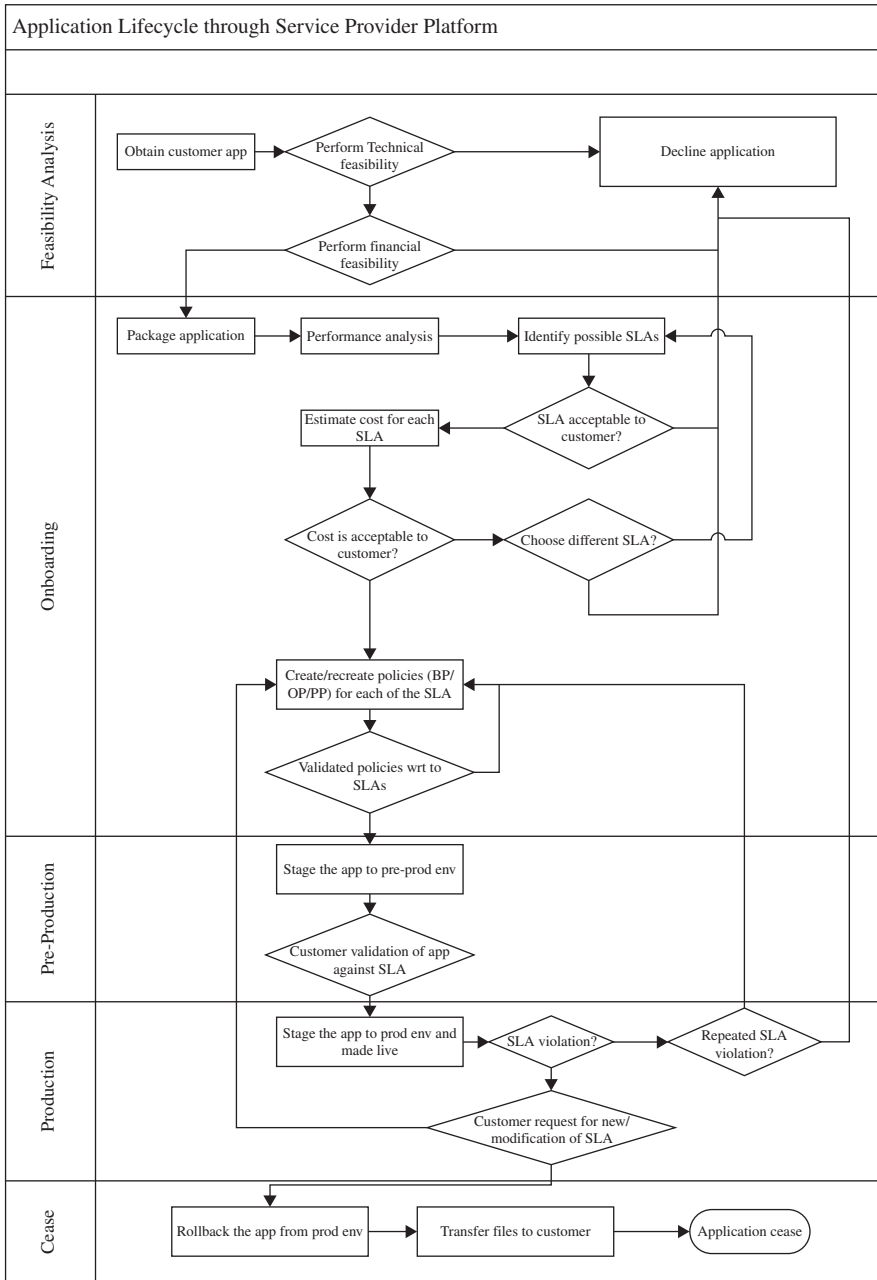 Application Lifecycle through Service Provider Platform
Feasibility Analysis
Obtain customer app
Perform Technical
feasibility
Decline application
Perform financial
feasibility
Onboarding
Package application
Performance analysis
Identify possible SLAs
Estimate cost for each
SLA
SLA acceptable to
customer?
Cost is acceptable to
customer?
Choose different SLA?
Create/recreate policies (BP/
OP/PP) for each of the SLA
Validated policies wrt to
SLAs
Pre-Production
Stage the app to pre-prod env
Customer validation of app
against SLA
Production
Stage the app to prod env and
made live
SLA violation?
Repeated SLA
violation?
Customer request for new/
modification of SLA
Cease
Rollback the app from prod env
Transfer files to customer
Application cease